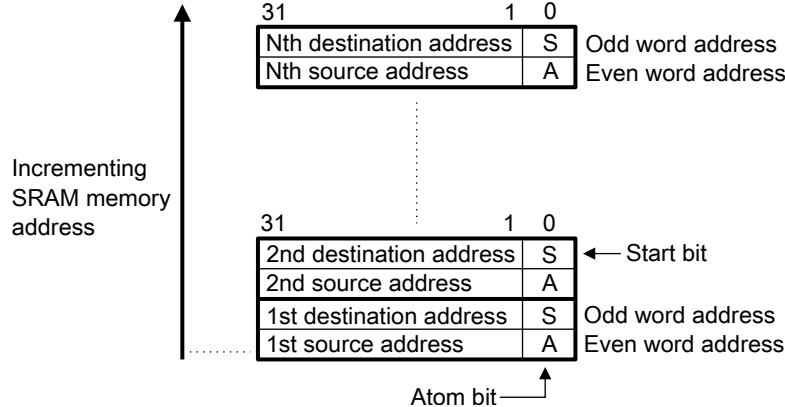 31 1 0
Nth destination address S Odd word address
Nth source address A Even word address
Incrementing
SRAM memory
address
31 1 0
2nd destination address S Start bit
2nd source address A
1st destination address S Odd word address
1st source address A Even word address
Atom bit